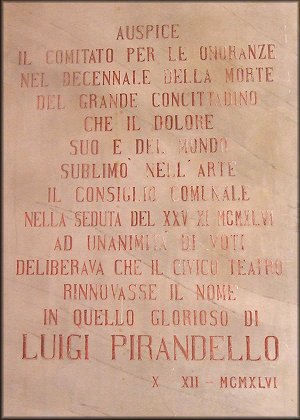 AUSPICE
IL COMITATO PER LE ONORANZE
NEL DECENNALE DELLA MORTE
DEL GRANDE CONCITTADINO
CHE IL DOLORE
SUO E DEL MONDO
SUBLIMO' NELL'ARTE
IL CONSIGLIO COMUNALE
NELLA SEDUTA DEL XXV-XI MCMXLVI
AD UNANIMITÀ DI VOTI
DELIBERAVA CHE IL CIVICO TEATRO
RINNOVASSE IL NOME
IN QUELLO GLORIOSO DI
LUIGI PIRANDELLO
X XII - MCMXLVI